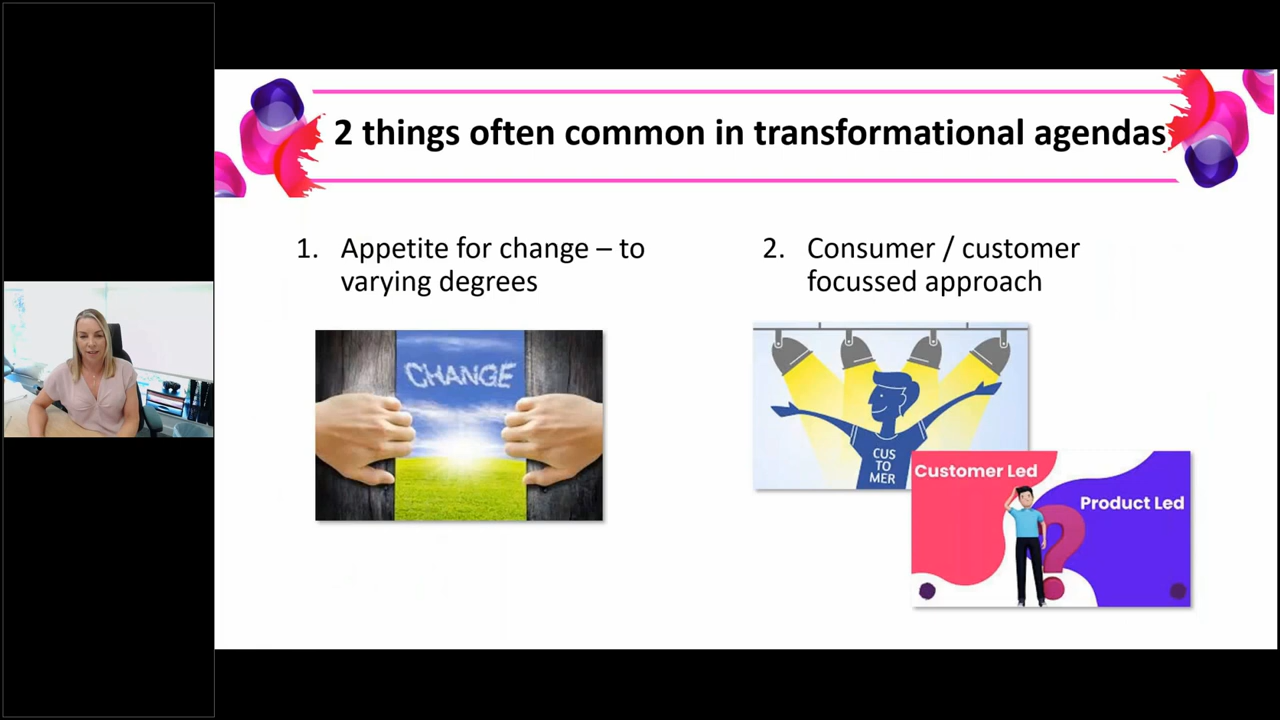 2 things often common in transformational agendas
1. Appetite for change – to
varying degrees
CHANGE
2. Consumer / customer
focussed approach
CUS
TO
MER
Customer Led
Product Led
?